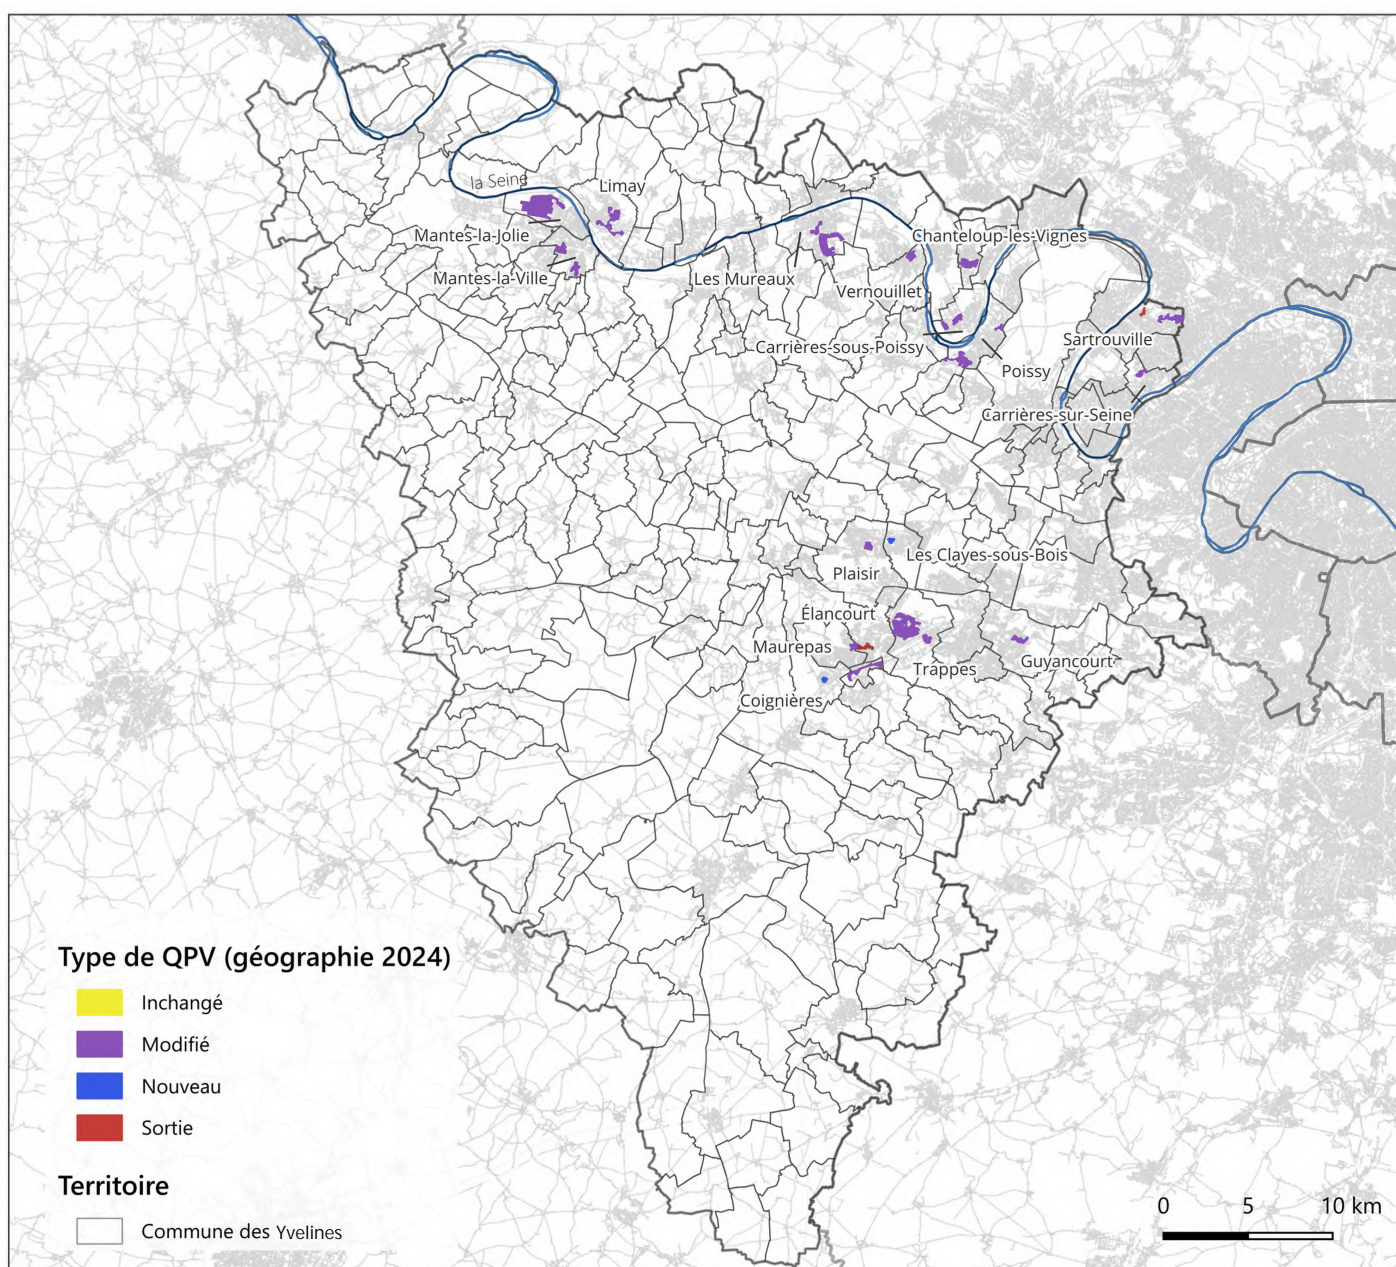 la Seine
Limay
Mantes-la-Jolie
Chanteloup-les-Vignes
Mantes-la-Ville
Les Mureaux
Vernouillet
Carrières-sous-Poissy
Sartrouville
Poissy
Carrières-sur-Seine
Les Clayes-sous-Bois
Plaisir
Élancourt
Maurepas
Trappes
Guyancourt
Coignières
Type de QPV (géographie 2024)
Inchangé
Modifié
Nouveau
Sortie
Territoire
Commune des Yvelines
0 5 10 km